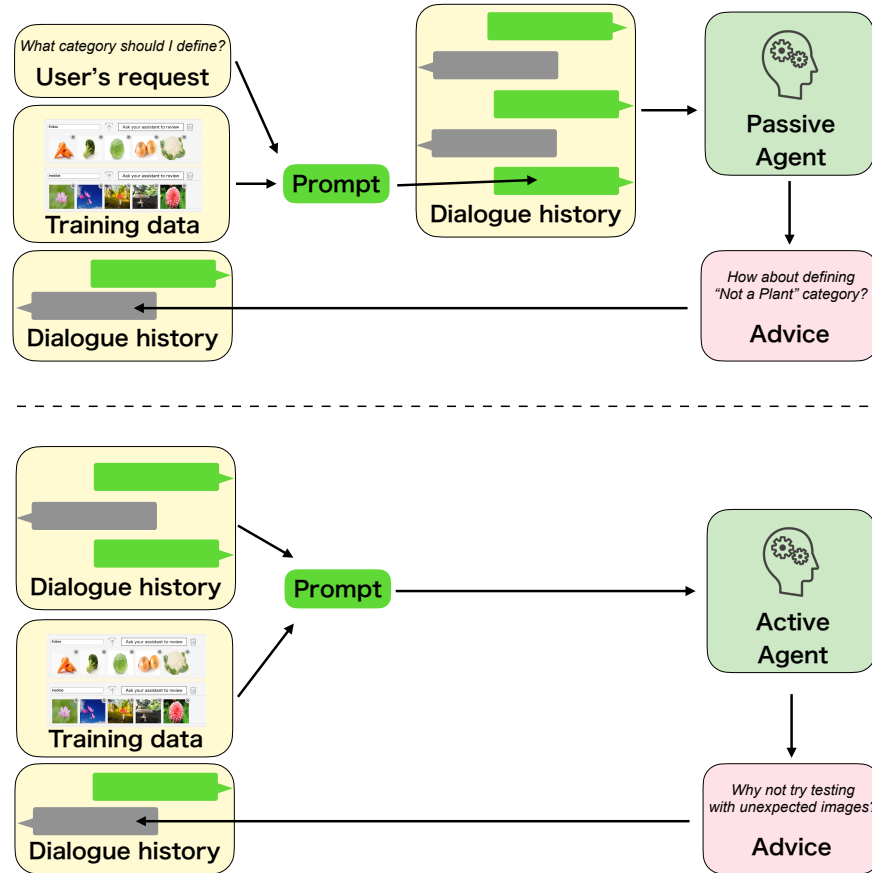 What category should I define?
User's request
Edible
Ask your assistant to review
Inedible
Ask your assistant to review
Training data
Prompt
Dialogue history
Passive
Agent
How about defining
"Not a Plant" category?
Advice
Dialogue history
Dialogue history
Prompt
Active
Agent
Edible
Ask your assistant to review
Inedible
Ask your assistant to review
Training data
Why not try testing
with unexpected images?
Advice
Dialogue history